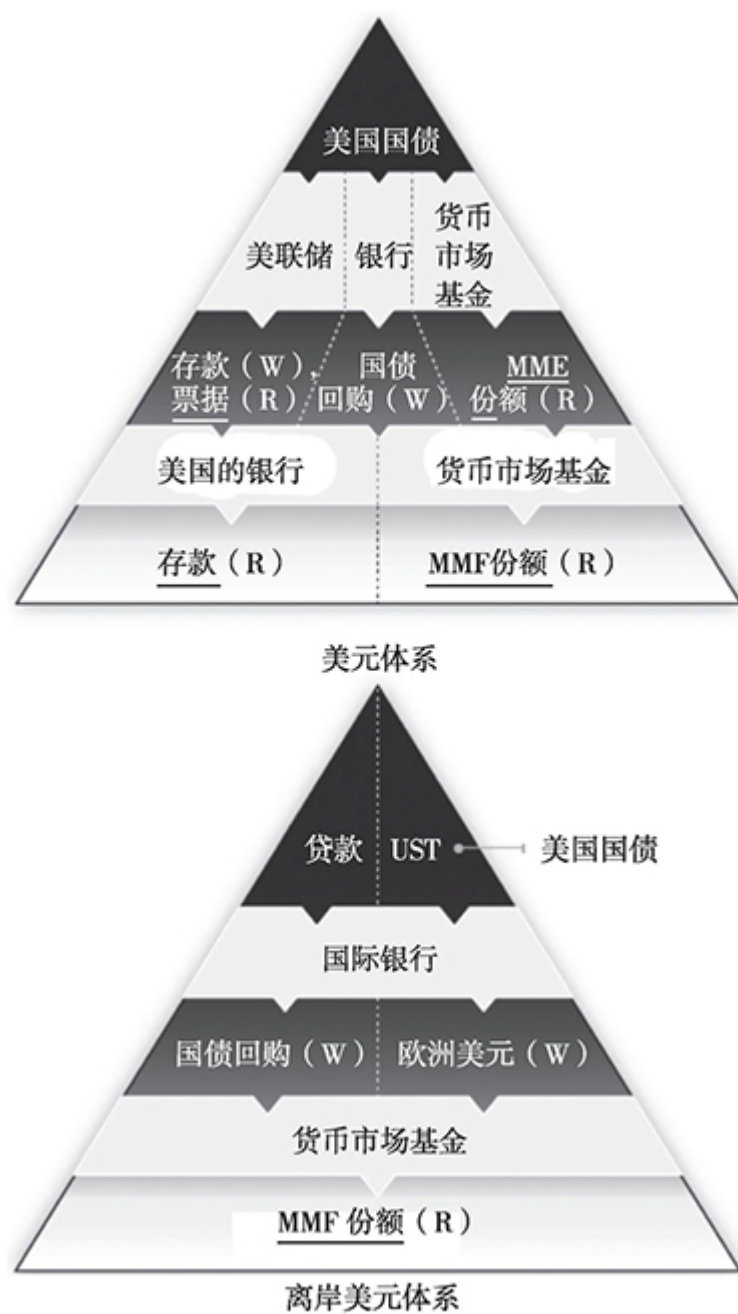 美国国债
美联储
银行
货币
市场
基金
存款（W），
票据（R）
国债
回购（W）
MME
份额（R）
美国的银行
货币市场基金
存款（R）
MMF份额（R）
美元体系
贷款
UST
美国国债
国际银行
国债回购（W）
欧洲美元（W）
货币市场基金
MMF 份额（R）
离岸美元体系